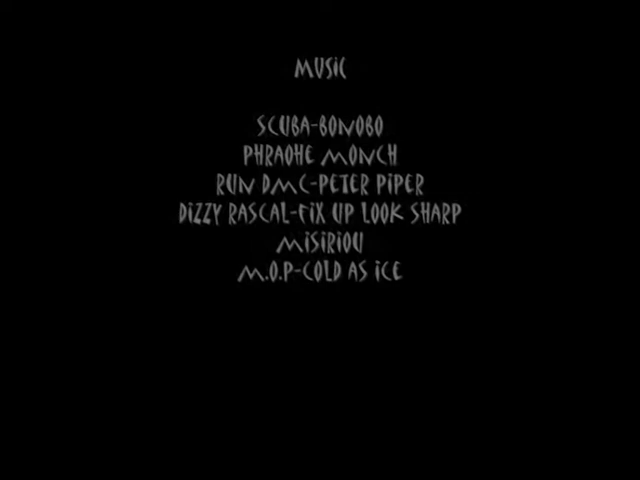 MUSIC
SCUBA-BONOBO
PHRAOHE MONCH
RUN DMC-PETER PIPER
DIZZY RASCAL-FIX UP LOOK SHARP
MISIRIOU
M.O.P-COLD AS ICE